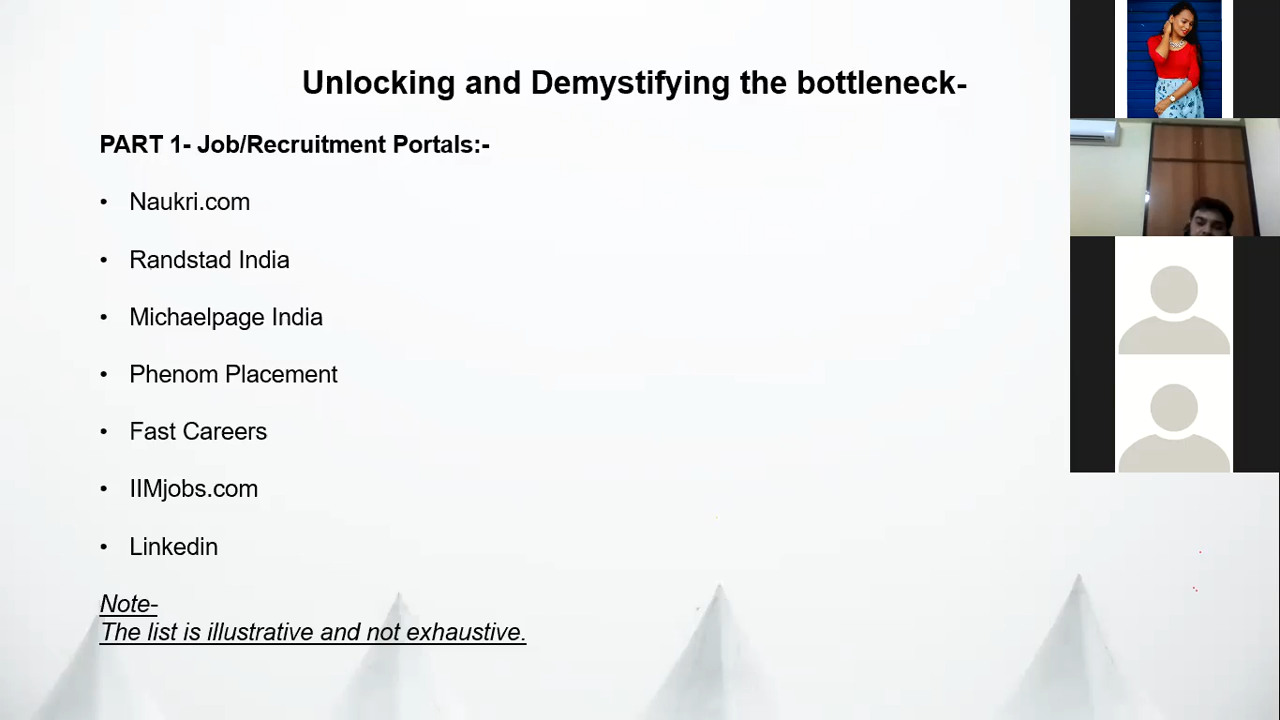 Unlocking and Demystifying the bottleneck-
PART 1- Job/Recruitment Portals:-
• Naukri.com
• Randstad India
• Michaelpage India
• Phenom Placement
• Fast Careers
• IIMjobs.com
• Linkedin
Note-
The list is illustrative and not exhaustive.